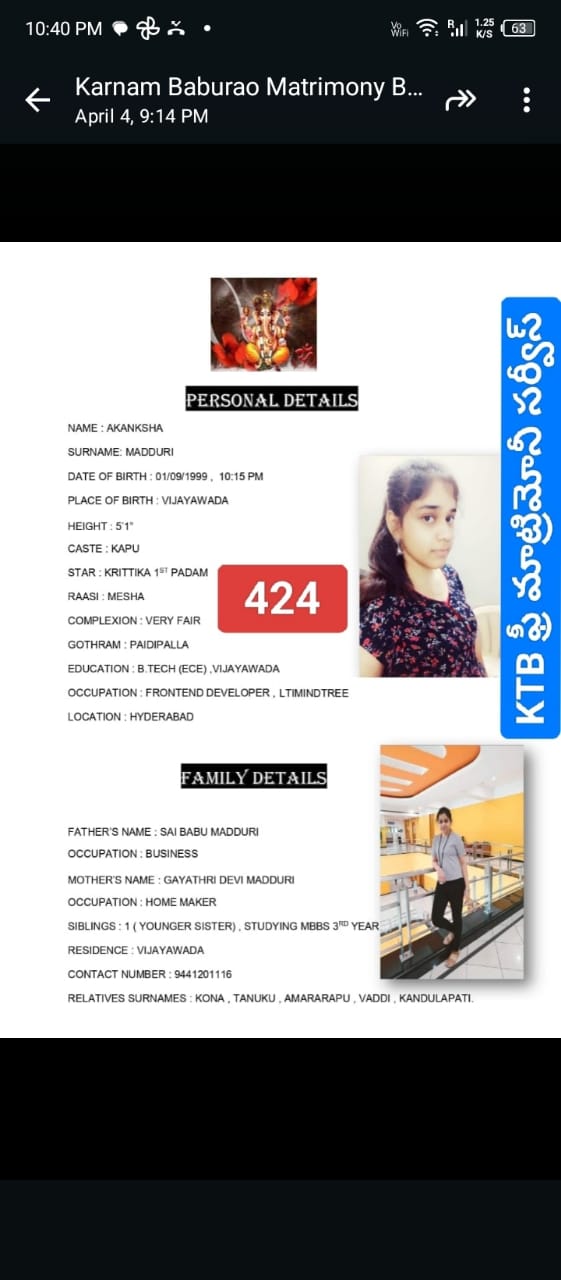 10:40 PM
Vo WiFi R 1.25 K/S 63
Karnam Baburao Matrimony B...
April 4, 9:14 PM
PERSONAL DETAILS
NAME : AKANKSHA
SURNAME: MADDURI
DATE OF BIRTH : 01/09/1999 , 10:15 PM
PLACE OF BIRTH : VIJAYAWADA
HEIGHT : 5'1"
CASTE : KAPU
STAR : KRITTIKA 1ST PADAM
RAASI : MESHA
COMPLEXION : VERY FAIR
GOTHRAM : PAIDIPALLA
EDUCATION : B.TECH (ECE) ,VIJAYAWADA
OCCUPATION : FRONTEND DEVELOPER , LTIMINDTREE
LOCATION : HYDERABAD
424
KTB ఫ్రీ మాట్రిమోనీ సర్వీస్
FAMILY DETAILS
FATHER'S NAME : SAI BABU MADDURI
OCCUPATION : BUSINESS
MOTHER'S NAME : GAYATHRI DEVI MADDURI
OCCUPATION : HOME MAKER
SIBLINGS : 1 ( YOUNGER SISTER) , STUDYING MBBS 3RD YEAR
RESIDENCE : VIJAYAWADA
CONTACT NUMBER : 9441201116
RELATIVES SURNAMES : KONA , TANUKU , AMARARAPU , VADDI , KANDULAPATI.